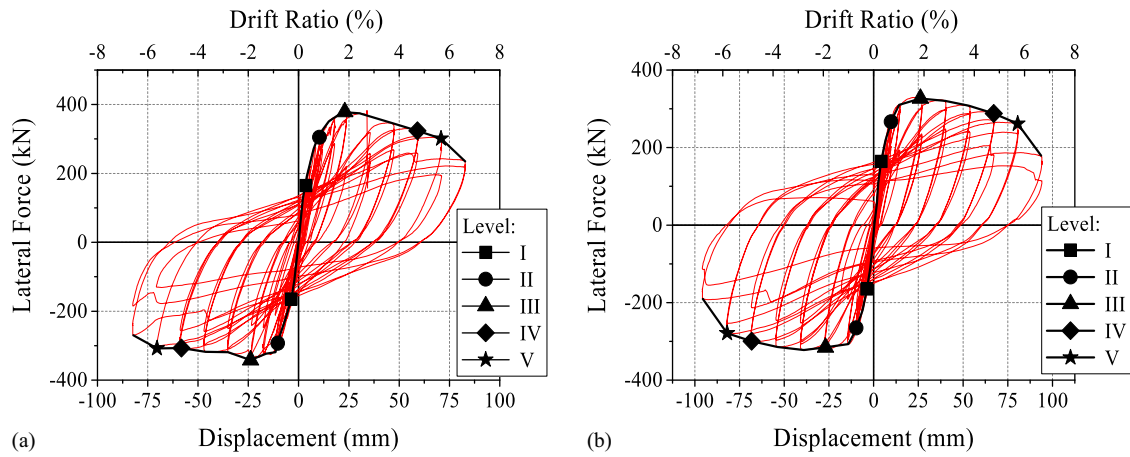 Drift Ratio (%)
-8 -6 -4 -2 0 2 4 6 8
400
200
0
-200
-400
Lateral Force (kN)
Level:
I
II
III
IV
V
-100 -75 -50 -25 0 25 50 75 100
Displacement (mm)
(a)
Drift Ratio (%)
-8 -6 -4 -2 0 2 4 6 8
400
200
0
-200
-400
Lateral Force (kN)
Level:
I
II
III
IV
V
-100 -75 -50 -25 0 25 50 75 100
Displacement (mm)
(b)